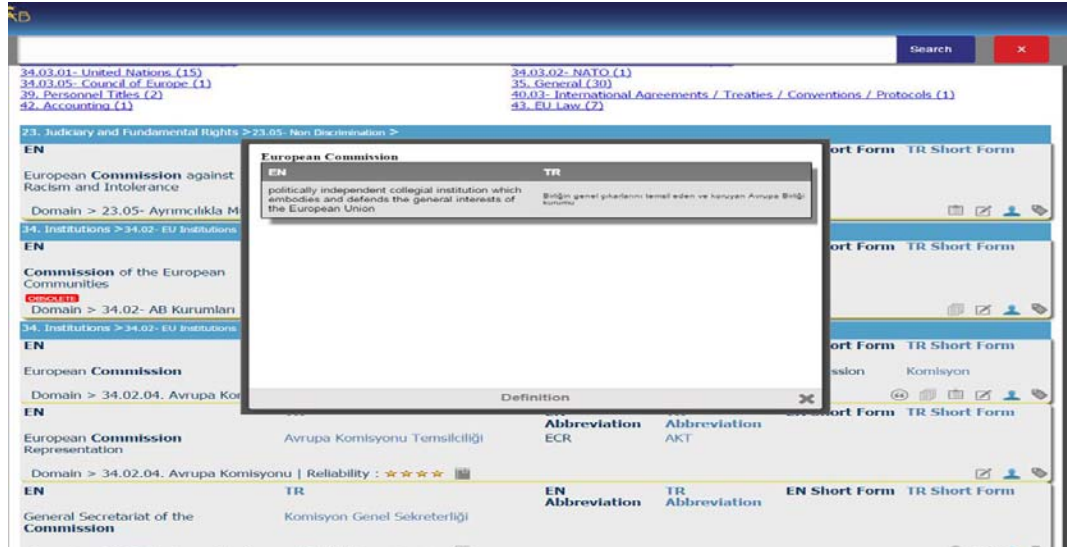 AB
Search ×
34.03.01- United Nations (15) 34.03.02- NATO (1)
34.03.05- Council of Europe (1) 35. General (30)
39. Personnel Titles (2) 40.03- International Agreements / Treaties / Conventions / Protocols (1)
42. Accounting (1) 43. EU Law (7)
23. Judiciary and Fundamental Rights >23.05- Non Discrimination >
EN ort Form TR Short Form
European Commission against
Racism and Intolerance
Domain > 23.05- Ayrımcılıkla M
34. Institutions >34.02- EU Institutions
EN ort Form TR Short Form
Commission of the European
Communities
OBSOLETE
Domain > 34.02- AB Kurumları
34. Institutions >34.02- EU Institutions
EN ort Form TR Short Form
European Commission ssion Komisyon
Domain > 34.02.04. Avrupa Kor
European Commission
EN TR
politically independent collegial institution which
embodies and defends the general interests of
the European Union
Birliğin genel çıkarlarını temsil eden ve koruyan Avrupa Birliği
kurumu
Definition
EN Abbreviation Abbreviation EN Short Form TR Short Form
European Commission
Representation Avrupa Komisyonu Temsilciliği ECR AKT
Domain > 34.02.04. Avrupa Komisyonu | Reliability :
EN TR EN Abbreviation TR Abbreviation EN Short Form TR Short Form
General Secretariat of the
Commission Komisyon Genel Sekreterliği